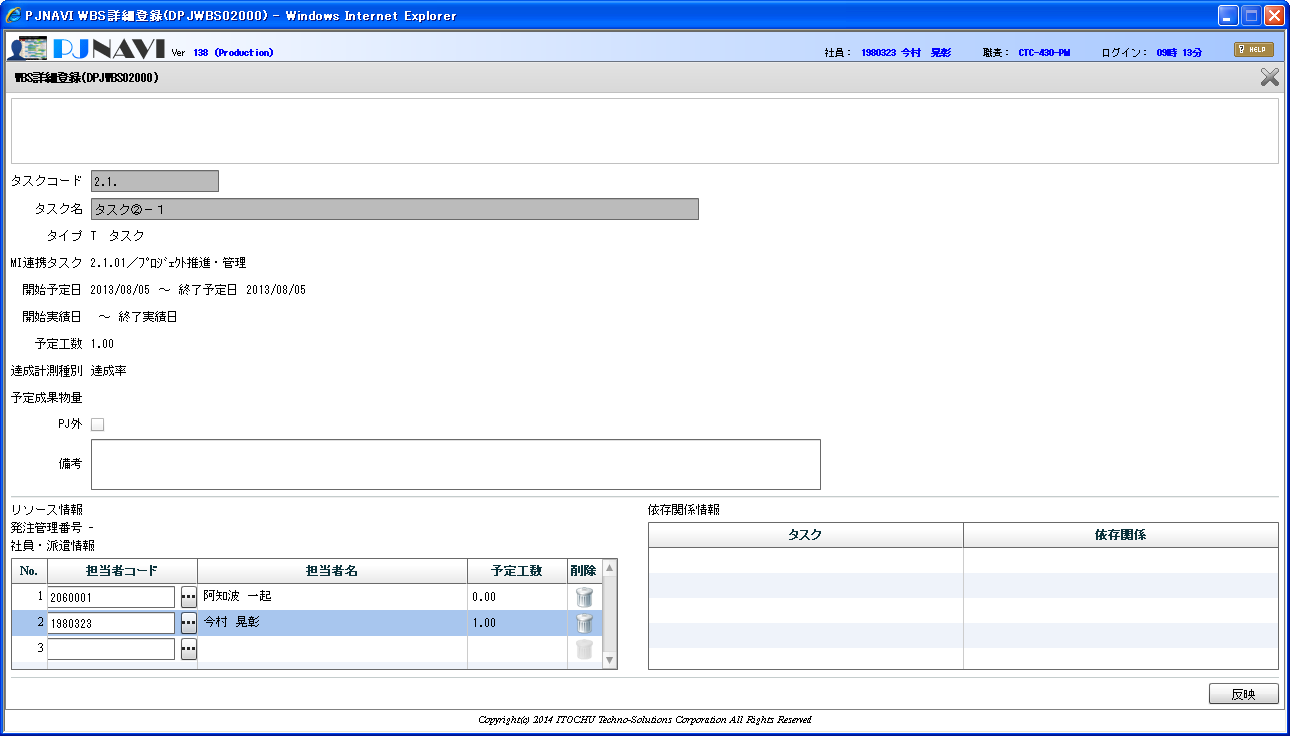 PJNAVI WBS詳細登録(DPJWBS02000) - Windows Internet Explorer
PJNAVI Ver 138 (Production) 社員： 1980323 今村 晃彰 職責： CTC-430-PM ログイン： 09時 13分 ? HELP
WBS詳細登録(DPJWBS02000)
タスクコード 2.1.
タスク名 タスク②－１
タイプ T タスク
MI連携タスク 2.1.01／ﾌﾟﾛｼﾞｪｸﾄ推進・管理
開始予定日 2013/08/05 ～ 終了予定日 2013/08/05
開始実績日 ～ 終了実績日
予定工数 1.00
達成計測種別 達成率
予定成果物量
PJ外
備考
リソース情報
発注管理番号 -
社員・派遣情報
No. 担当者コード 担当者名 予定工数 削除
1 2060001 ... 阿知波 一起 0.00
2 1980323 ... 今村 晃彰 1.00
3 ...
依存関係情報
タスク 依存関係
反映
Copyright(c) 2014 ITOCHU Techno-Solutions Corporation All Rights Reserved